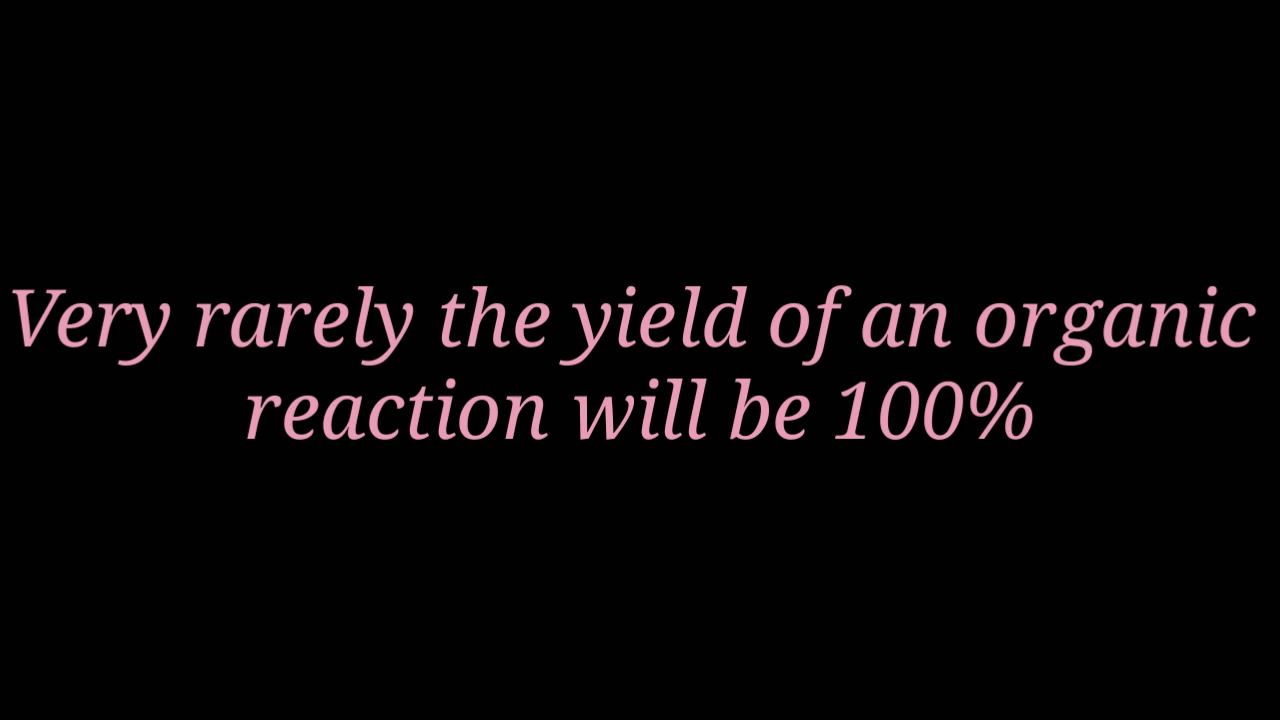 Very rarely the yield of an organic
reaction will be 100%